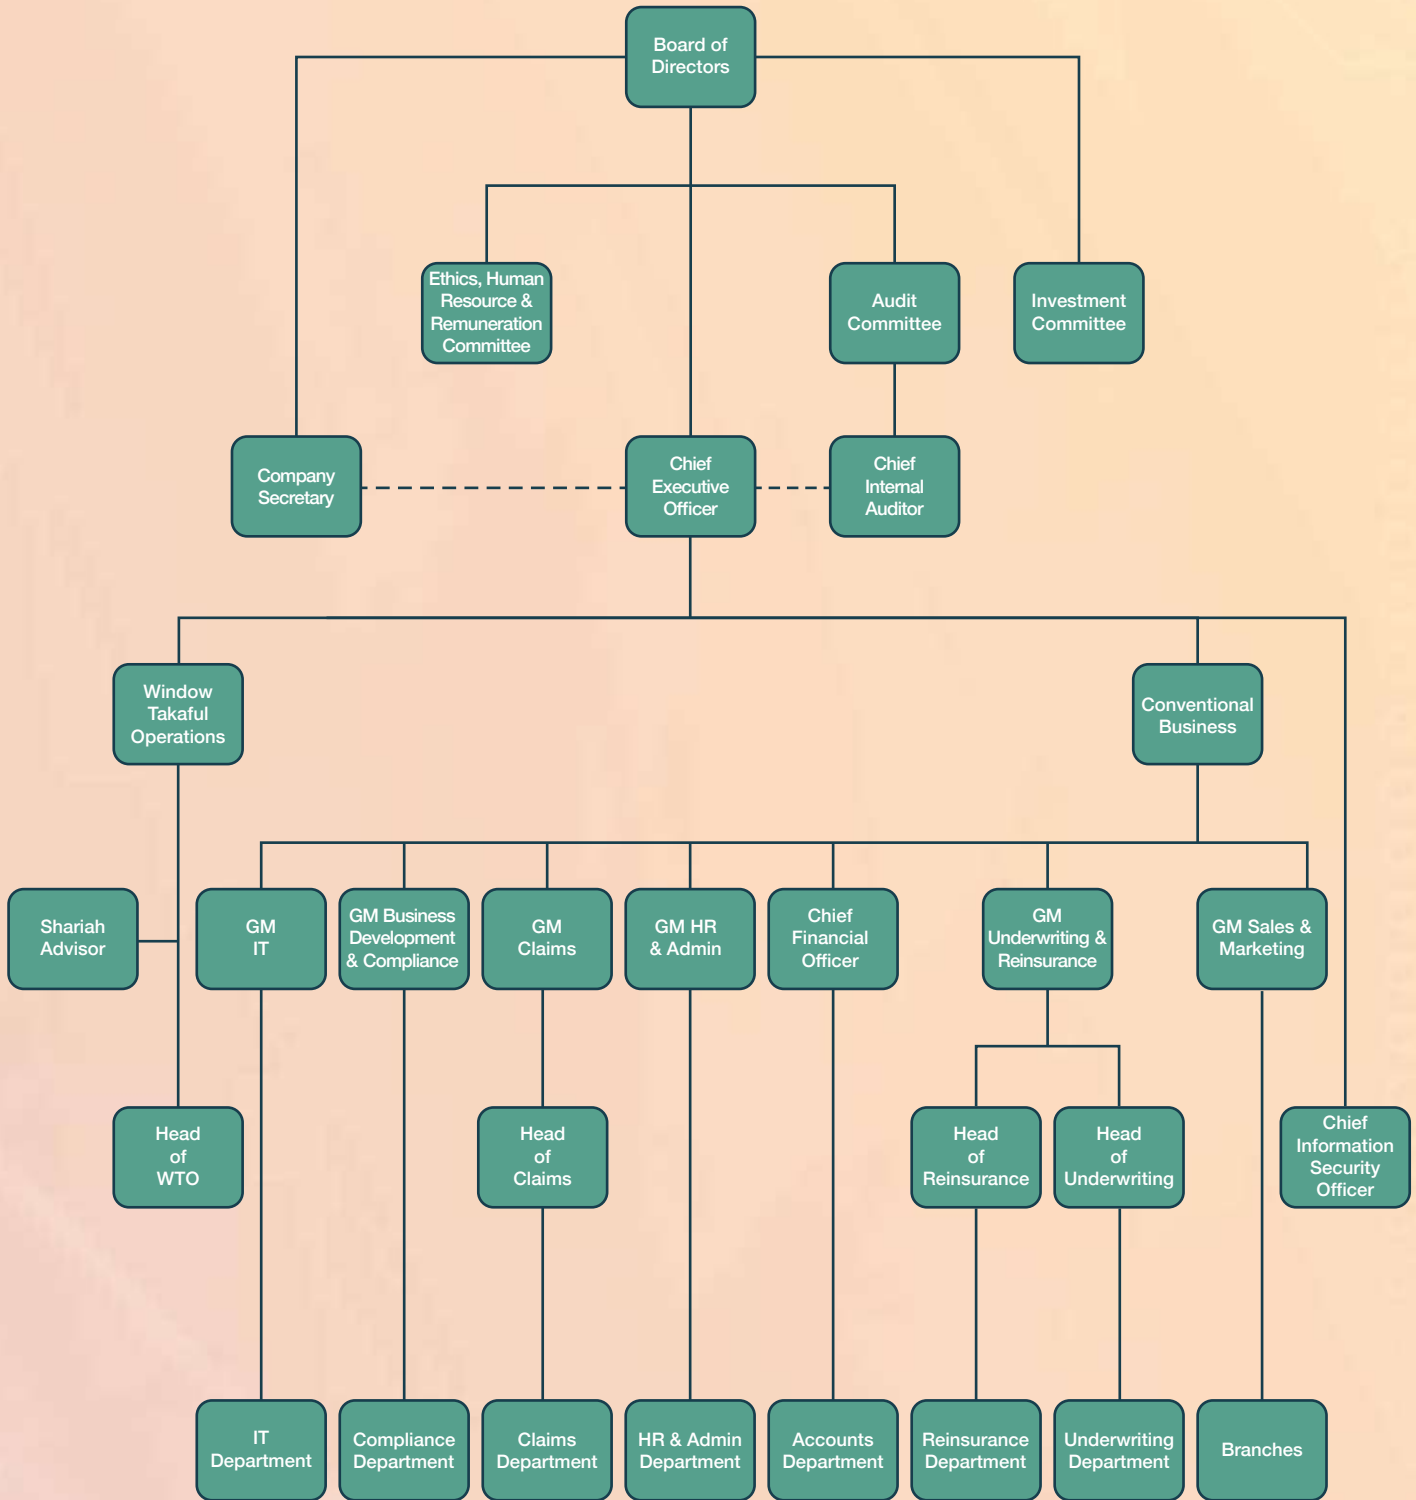 Board of
Directors
Ethics, Human
Resource &
Remuneration
Committee
Audit
Committee
Investment
Committee
Company
Secretary
Chief
Executive
Officer
Chief
Internal
Auditor
Window
Takaful
Operations
Conventional
Business
Shariah
Advisor
GM
IT
GM Business
Development
& Compliance
GM
Claims
GM HR
& Admin
Chief
Financial
Officer
GM
Underwriting &
Reinsurance
GM Sales &
Marketing
Head
of
WTO
Head
of
Claims
Head
of
Reinsurance
Head
of
Underwriting
Chief
Information
Security
Officer
IT
Department
Compliance
Department
Claims
Department
HR & Admin
Department
Accounts
Department
Reinsurance
Department
Underwriting
Department
Branches